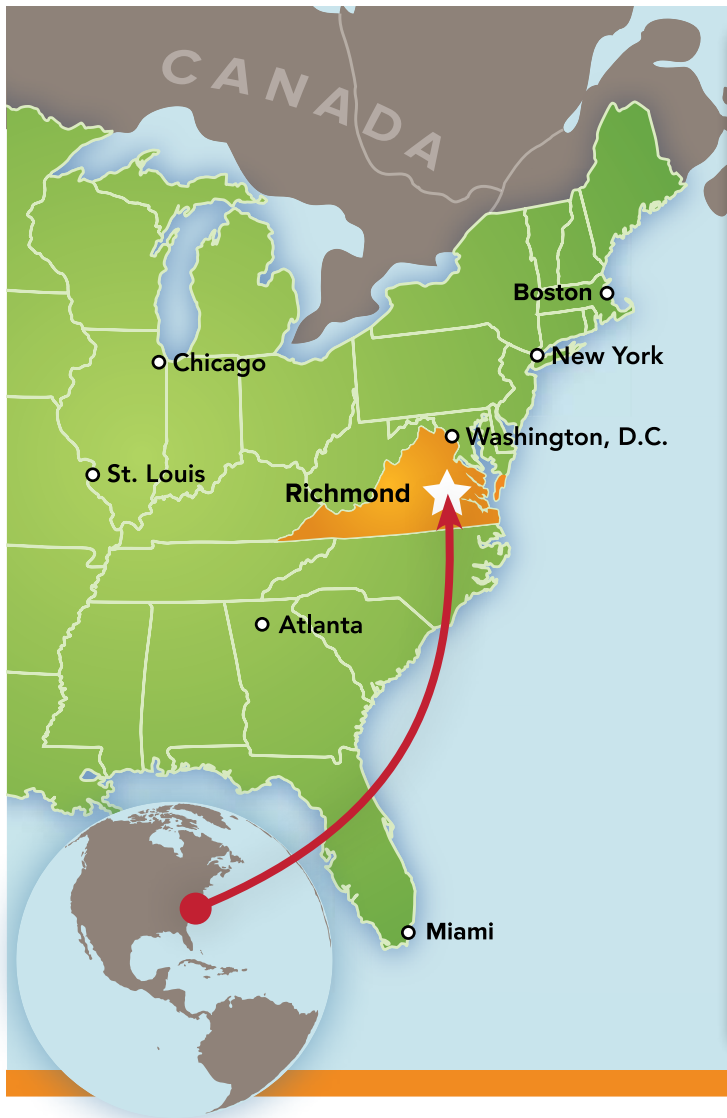 CANADA
Boston
New York
Chicago
Washington, D.C.
St. Louis
Richmond
Atlanta
Miami